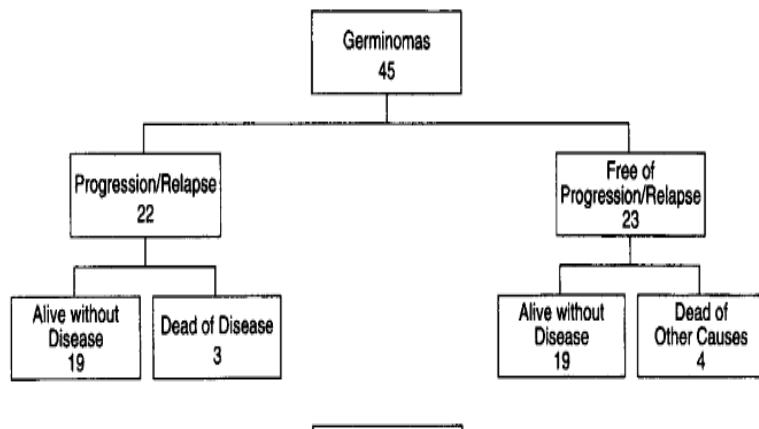 Germinomas
45
Progression/Relapse
22
Free of
Progression/Relapse
23
Alive without
Disease
19
Dead of Disease
3
Alive without
Disease
19
Dead of
Other Causes
4